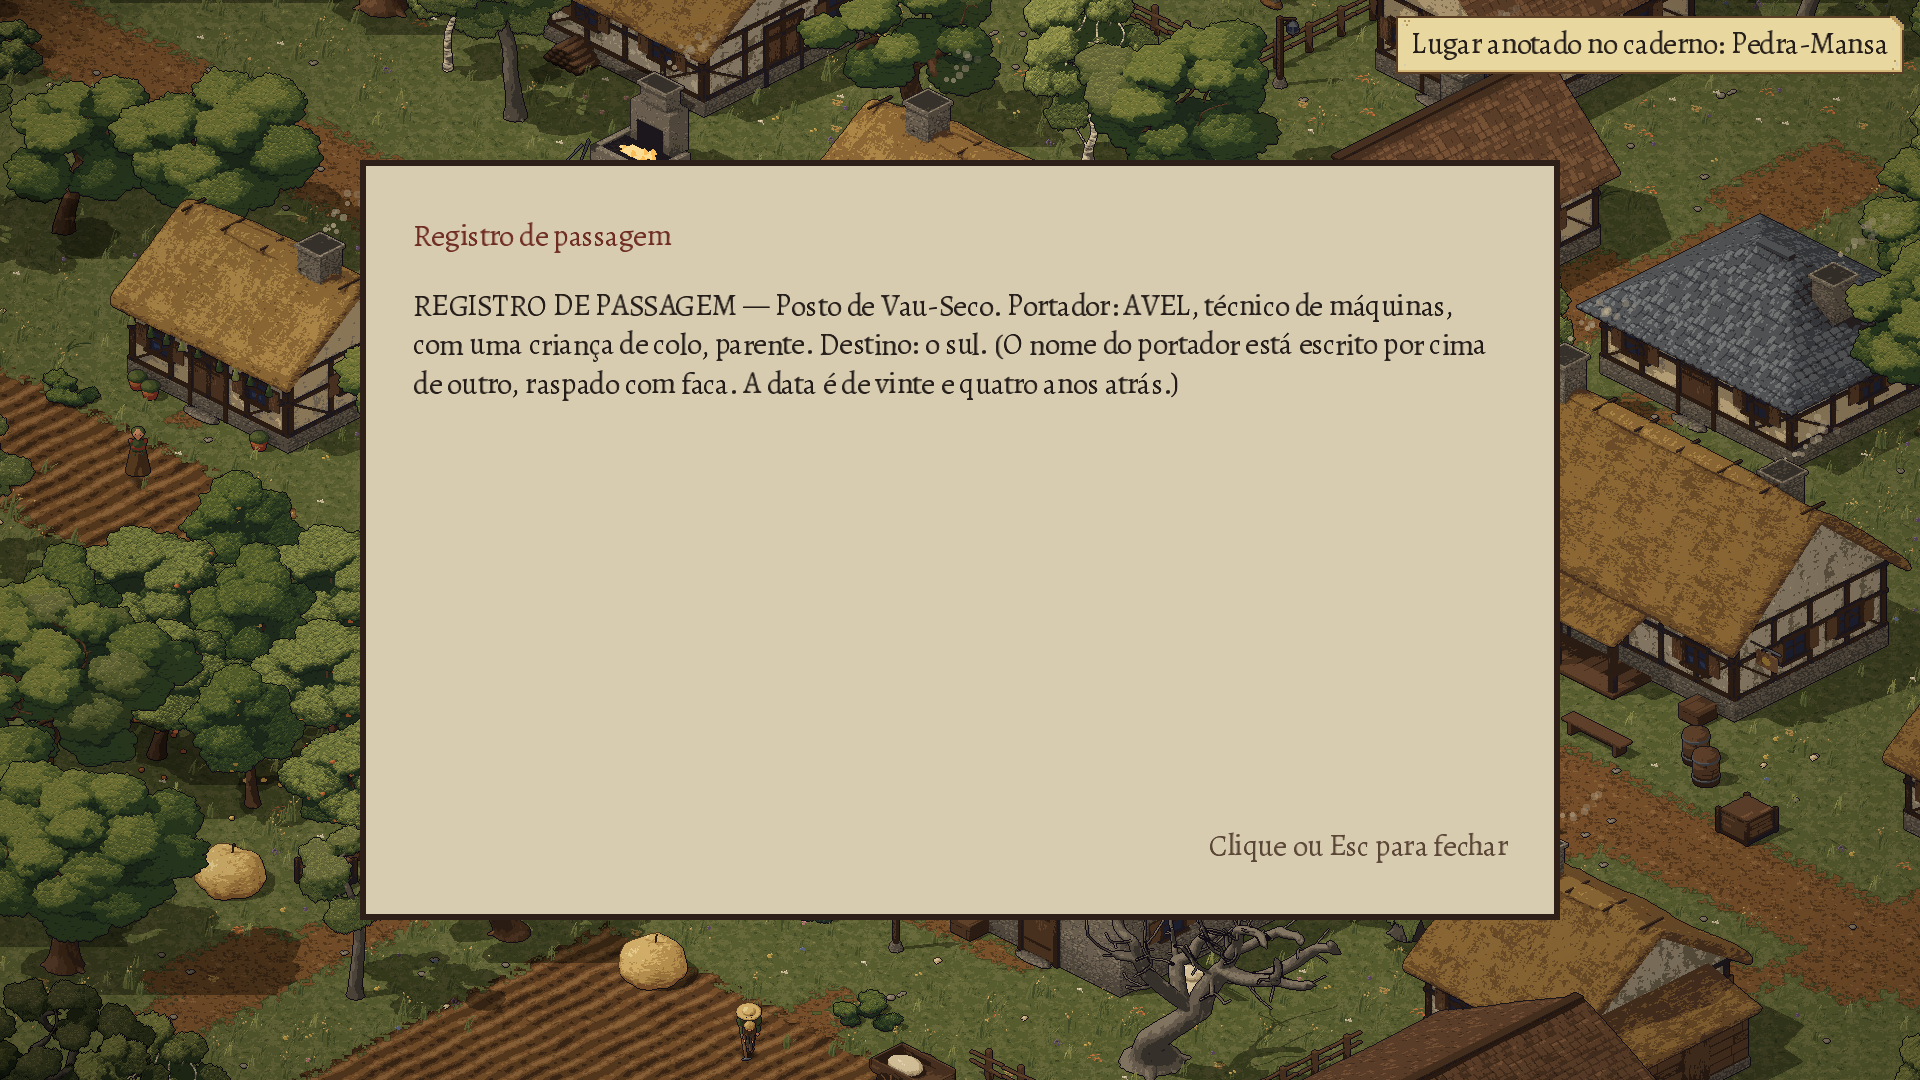 Lugar anotado no caderno: Pedra-Mansa
Registro de passagem
REGISTRO DE PASSAGEM — Posto de Vau-Seco. Portador: AVEL, técnico de máquinas,
com uma criança de colo, parente. Destino: o sul. (O nome do portador está escrito por cima
de outro, raspado com faca. A data é de vinte e quatro anos atrás.)
Clique ou Esc para fechar